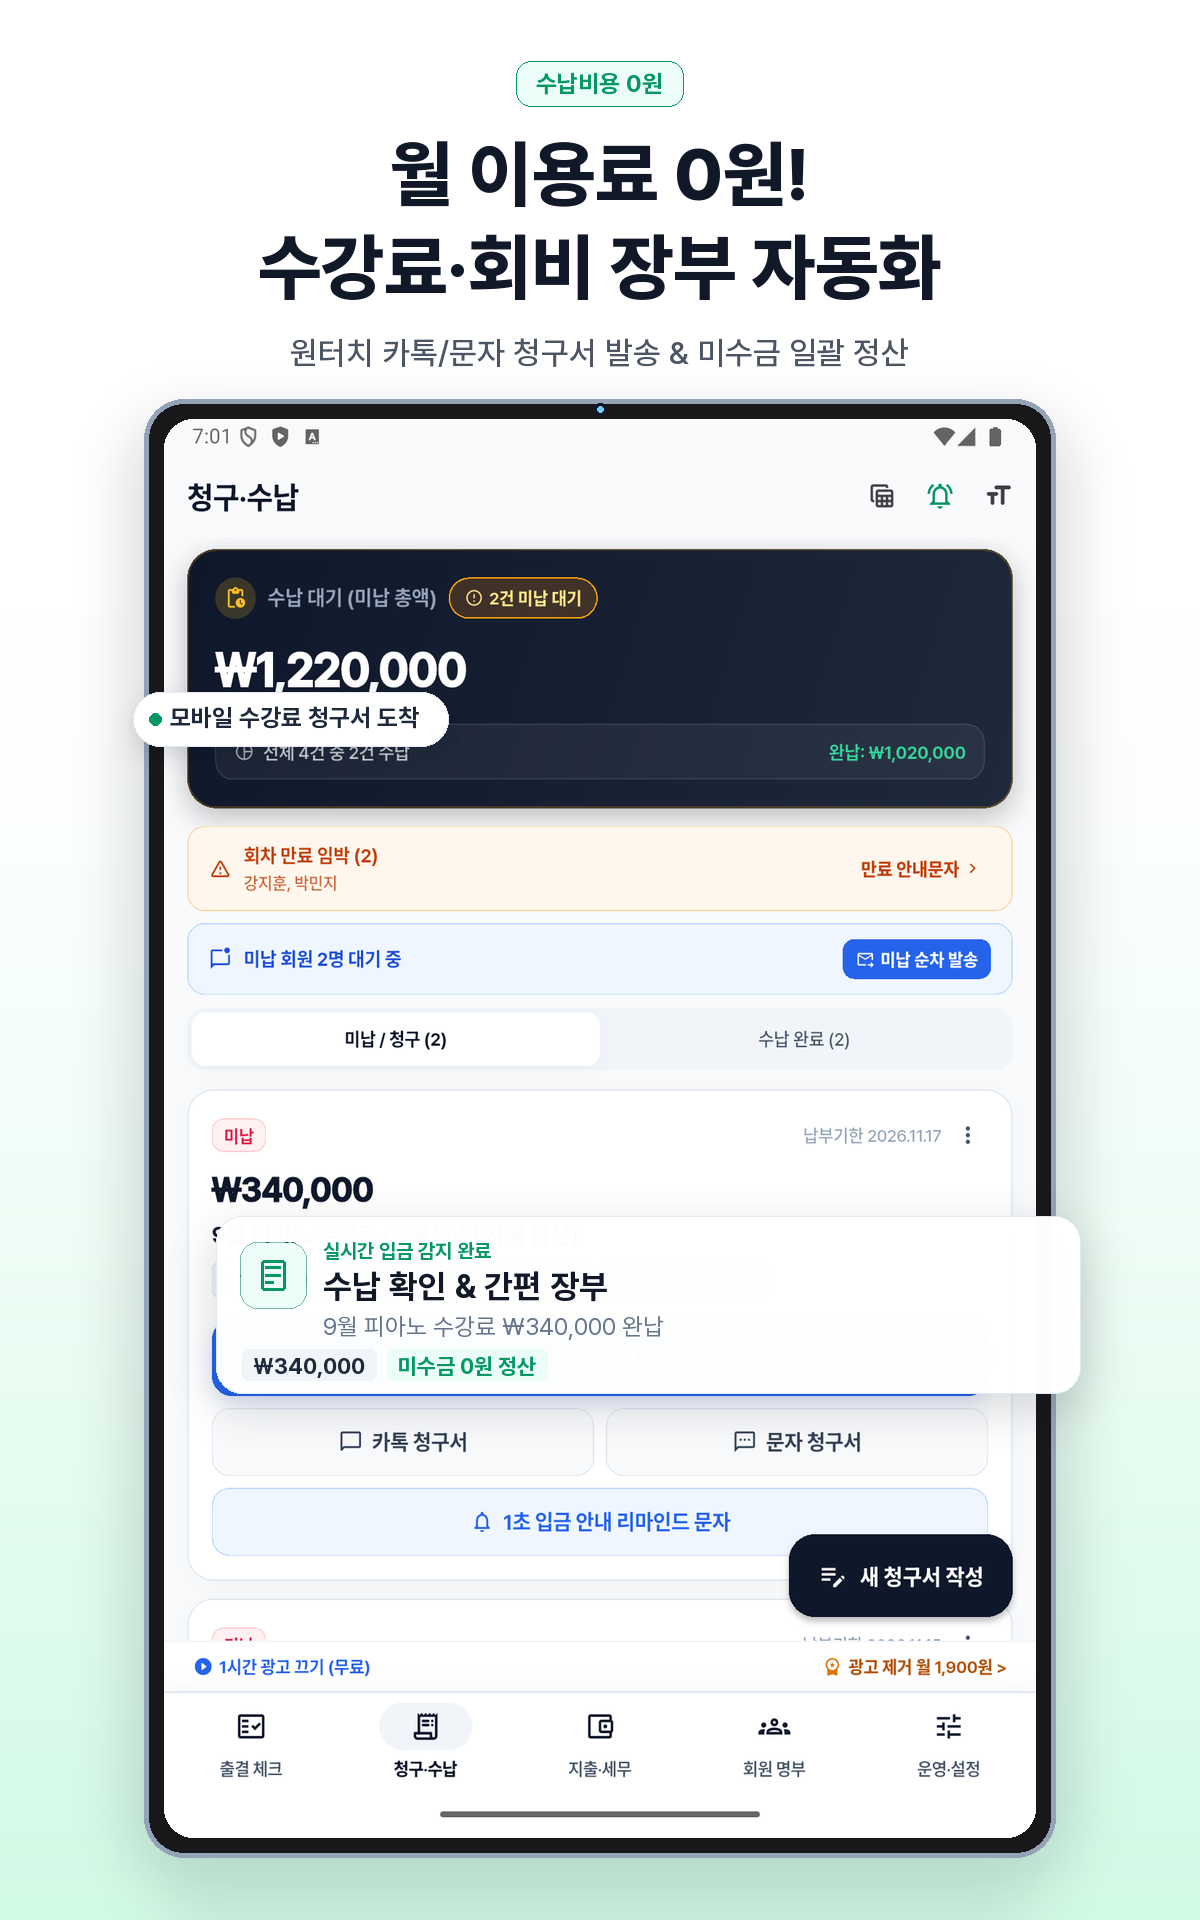 수납비용 0원
월 이용료 0원!
수강료·회비 장부 자동화
원터치 카톡/문자 청구서 발송 & 미수금 일괄 정산
7:01
청구·수납
수납 대기 (미납 총액)
2건 미납 대기
₩1,220,000
모바일 수강료 청구서 도착
전체 4건 중 2건 수납
완납: ₩1,020,000
회차 만료 임박 (2)
강지훈, 박민지
만료 안내문자 >
미납 회원 2명 대기 중
미납 순차 발송
미납 / 청구 (2)
수납 완료 (2)
미납
납부기한 2026.11.17
₩340,000
실시간 입금 감지 완료
수납 확인 & 간편 장부
9월 피아노 수강료 ₩340,000 완납
₩340,000
미수금 0원 정산
카톡 청구서
문자 청구서
1초 입금 안내 리마인드 문자
새 청구서 작성
1시간 광고 끄기 (무료)
광고 제거 월 1,900원 >
출결 체크
청구·수납
지출·세무
회원 명부
운영·설정